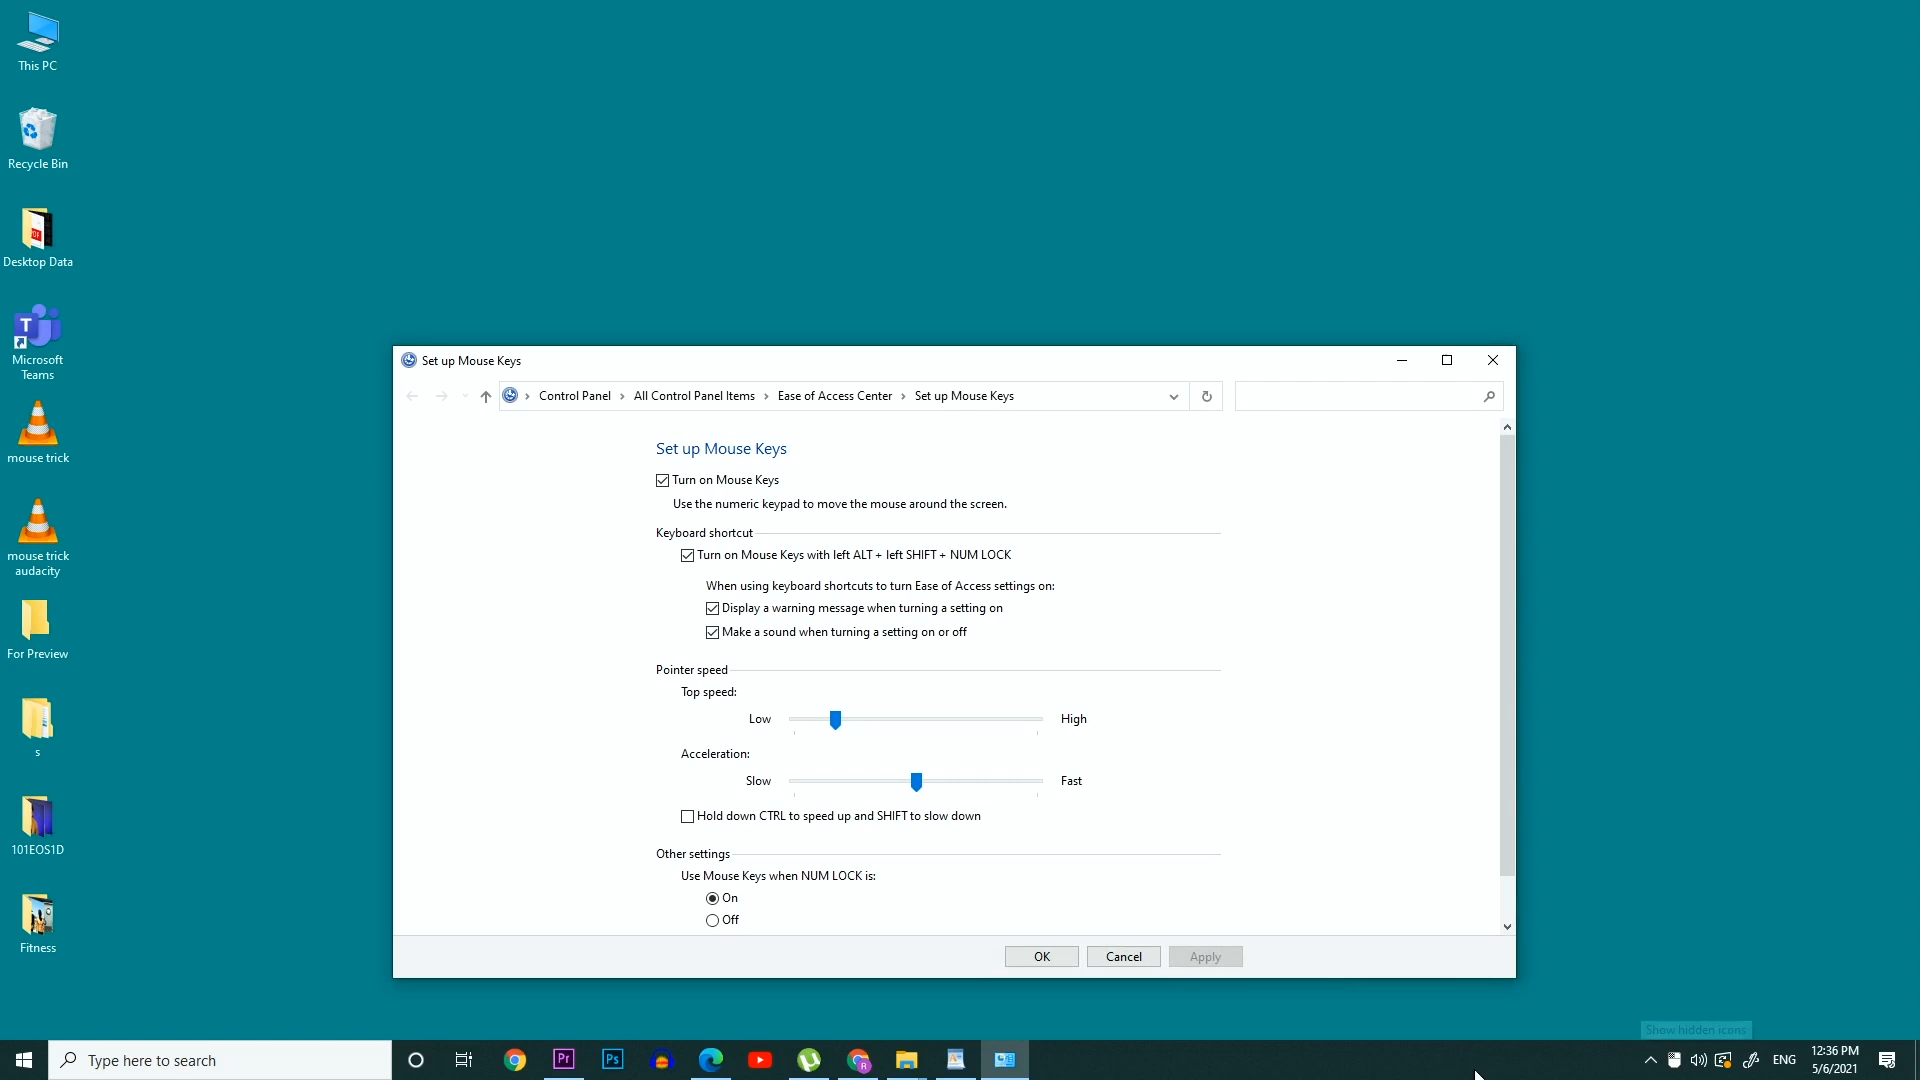 This PC
Recycle Bin
Desktop Data
Microsoft
Teams
mouse trick
mouse trick
audacity
For Preview
s
101EOS1D
Fitness
Set up Mouse Keys
Control Panel > All Control Panel Items > Ease of Access Center > Set up Mouse Keys
Set up Mouse Keys
Turn on Mouse Keys
Use the numeric keypad to move the mouse around the screen.
Keyboard shortcut
Turn on Mouse Keys with left ALT + left SHIFT + NUM LOCK
When using keyboard shortcuts to turn Ease of Access settings on:
Display a warning message when turning a setting on
Make a sound when turning a setting on or off
Pointer speed
Top speed:
Low High
Acceleration:
Slow Fast
Hold down CTRL to speed up and SHIFT to slow down
Other settings
Use Mouse Keys when NUM LOCK is:
On
Off
OK Cancel Apply
Show hidden icons
Type here to search
Pr
Ps
R
ENG
12:36 PM
5/6/2021